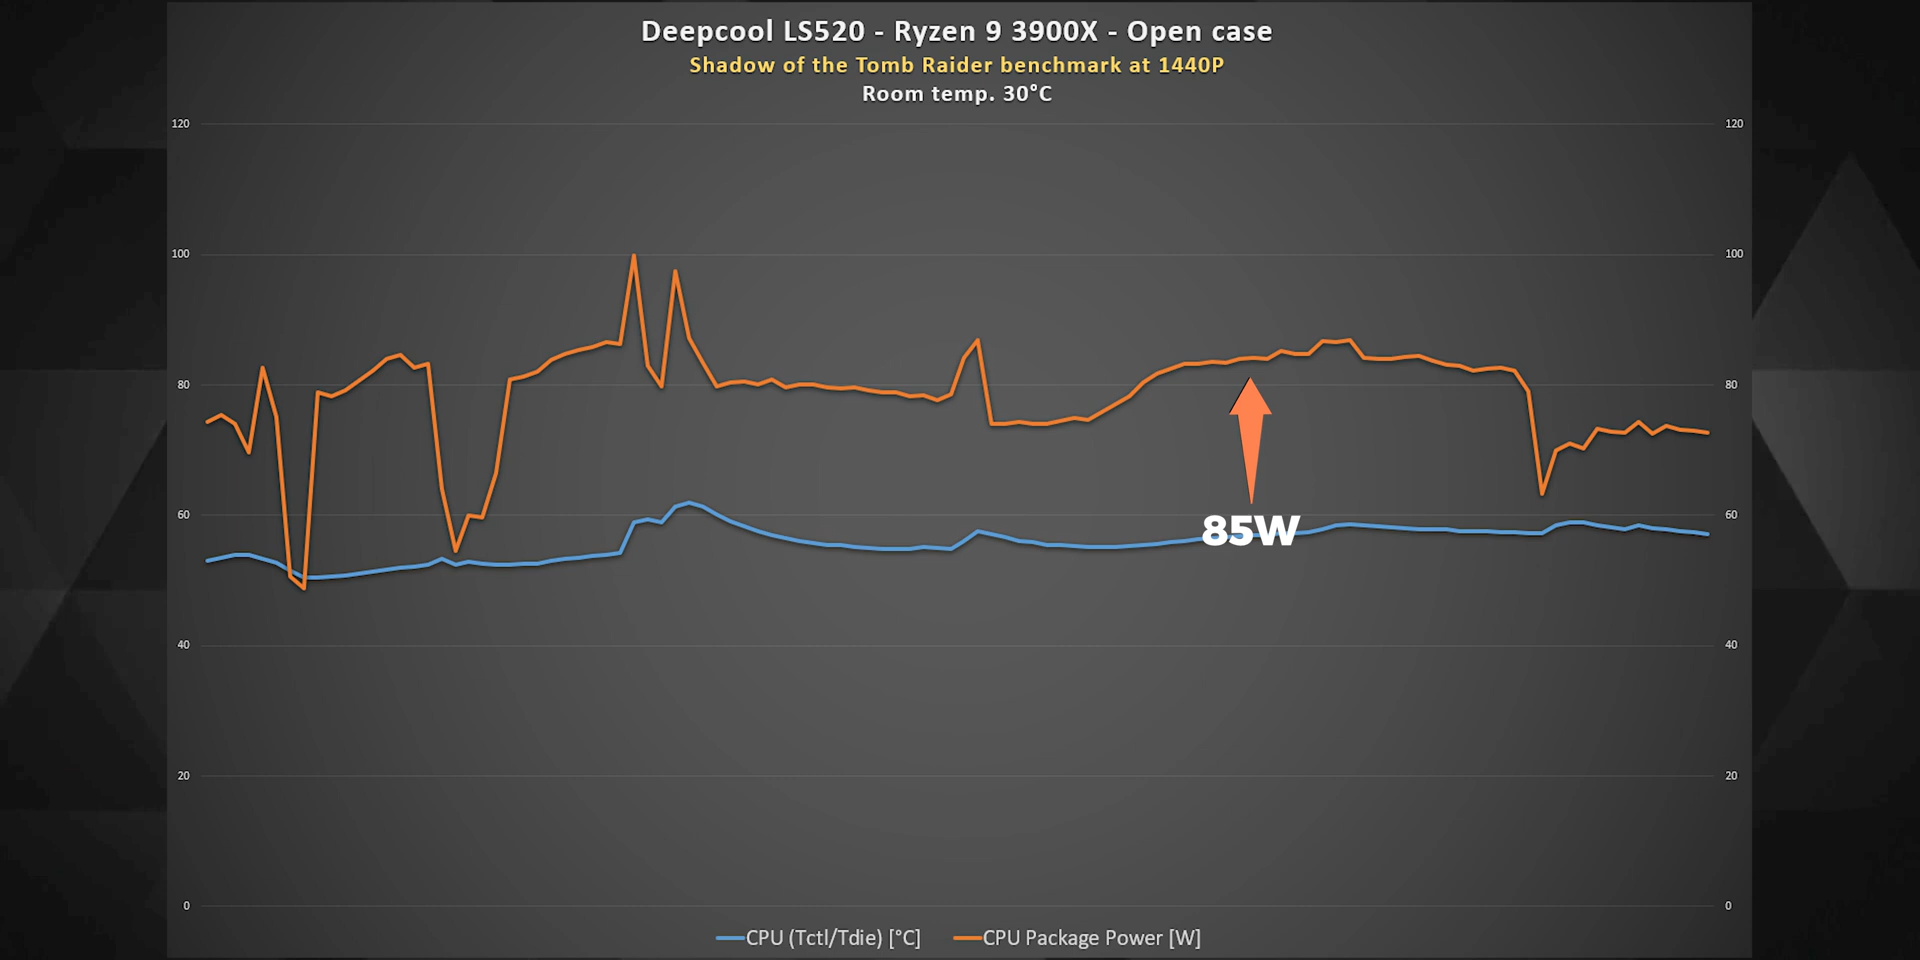 Deepcool LS520 - Ryzen 9 3900X - Open case
Shadow of the Tomb Raider benchmark at 1440P
Room temp. 30°C
120 120
100 100
80 80
60 60
85W
40 40
20 20
0 0
CPU (Tctl/Tdie) [°C] CPU Package Power [W]